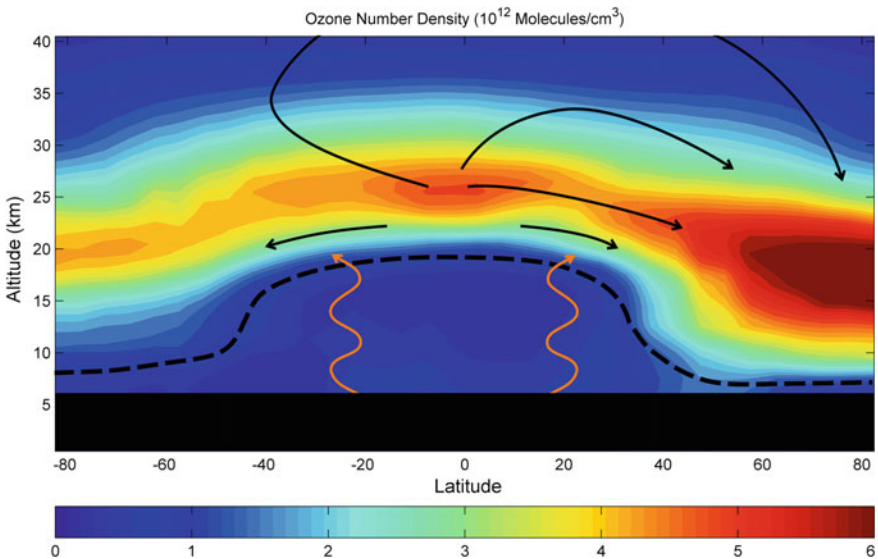 Ozone Number Density (10¹² Molecules/cm³)
40
35
30
25
20
15
10
5
Altitude (km)
-80 -60 -40 -20 0 20 40 60 80
Latitude
0 1 2 3 4 5 6